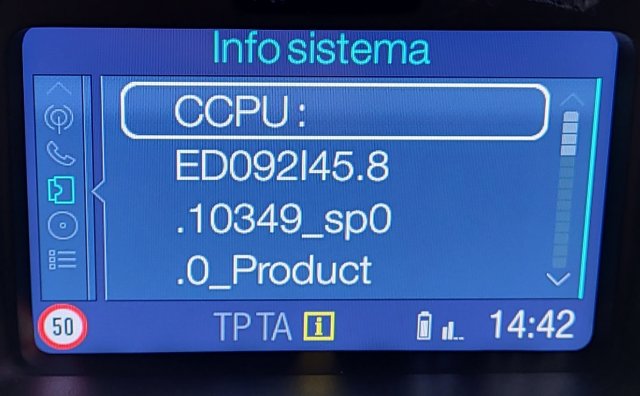 Info sistema
CCPU :
ED092I45.8
.10349_sp0
.0_Product
50
TP TA i
14:42